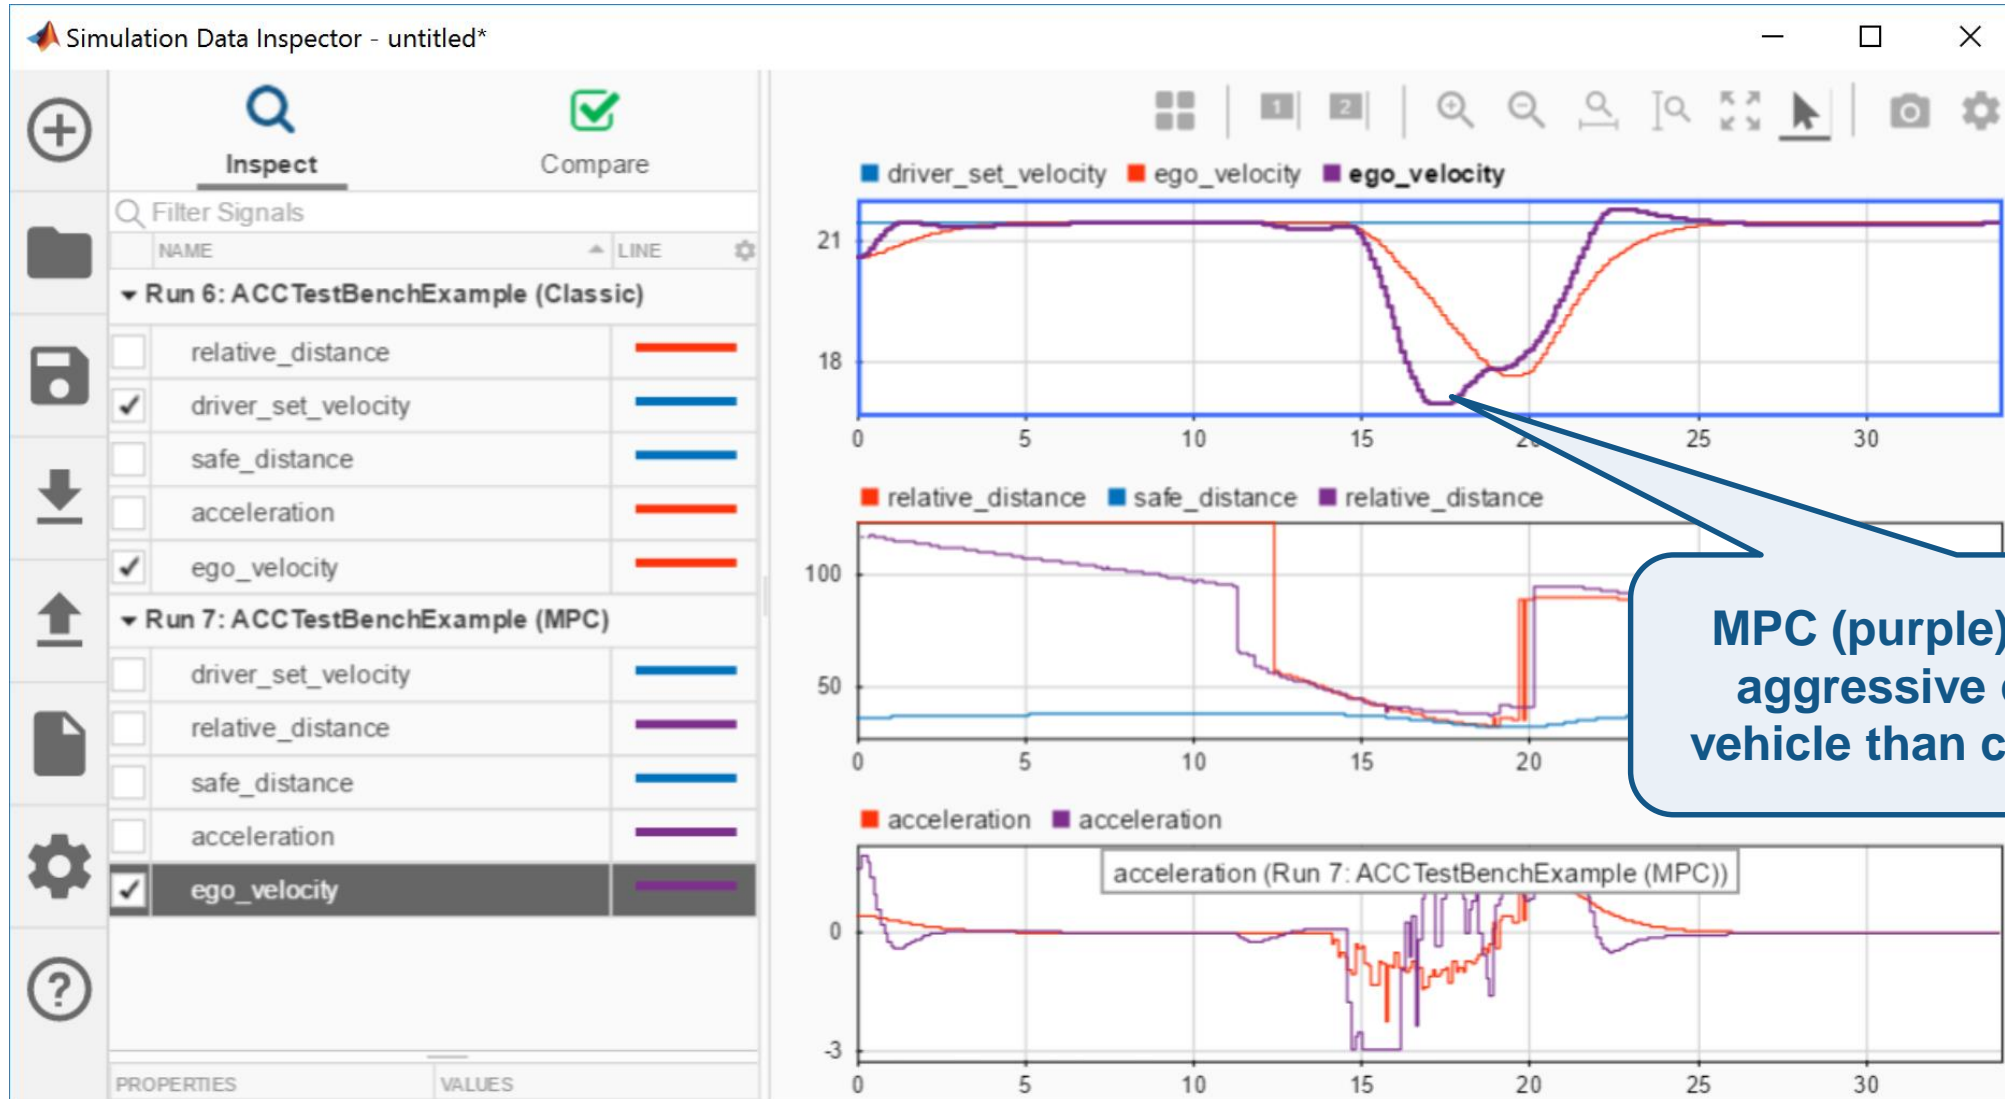 Simulation Data Inspector - untitled*
Inspect
Compare
Filter Signals
NAME
LINE
Run 6: ACCTestBenchExample (Classic)
relative_distance
driver_set_velocity
safe_distance
acceleration
ego_velocity
Run 7: ACCTestBenchExample (MPC)
driver_set_velocity
relative_distance
safe_distance
acceleration
ego_velocity
PROPERTIES
VALUES
1 2
driver_set_velocity ego_velocity ego_velocity
21
18
0 5 10 15 20 25 30
relative_distance safe_distance relative_distance
100
50
0 5 10 15 20
MPC (purple)
aggressive
vehicle than
acceleration acceleration
acceleration (Run 7: ACCTestBenchExample (MPC))
0
-3
0 5 10 15 20 25 30